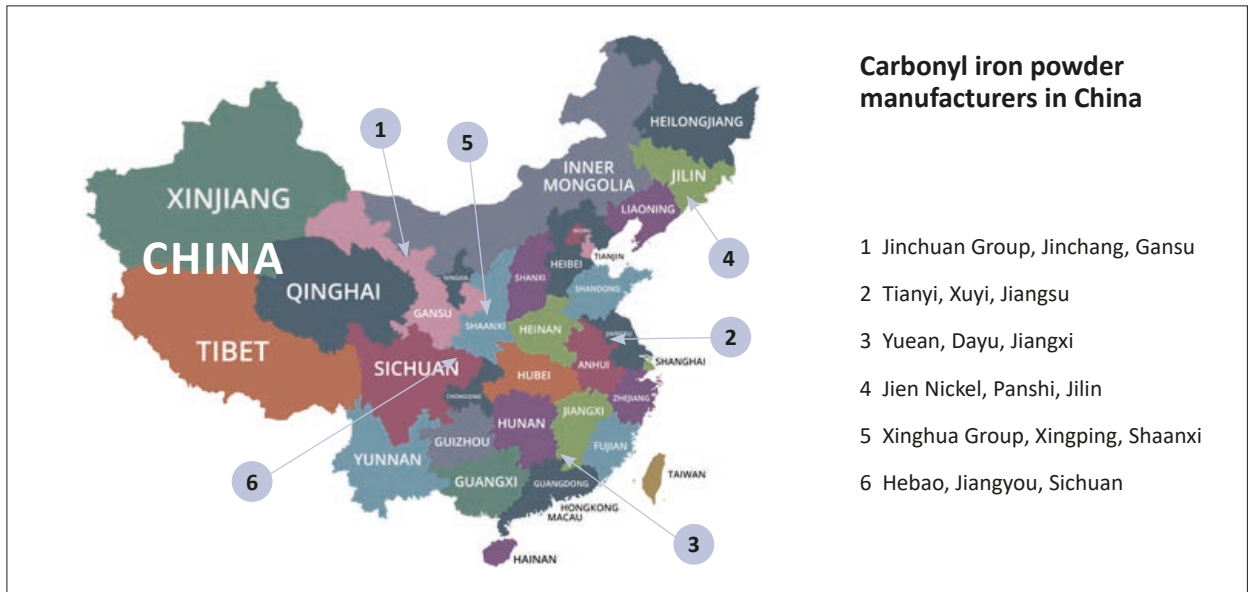 Carbonyl iron powder
manufacturers in China
1 Jinchuan Group, Jinchang, Gansu
2 Tianyi, Xuyi, Jiangsu
3 Yuean, Dayu, Jiangxi
4 Jien Nickel, Panshi, Jilin
5 Xinghua Group, Xingping, Shaanxi
6 Hebao, Jiangyou, Sichuan
HEILONGJIANG
1
5
INNER
MONGOLIA
JILIN
XINJIANG
LIAONING
CHINA
TIANJIN
HEIBEI
4
NINGXIA
SHANXI
QINGHAI
SHANDONG
GANSU
SHAANXI
HEINAN
JIANGSU
2
TIBET
SICHUAN
ANHUI
SHANGHAI
HUBEI
CHONGQING
ZHEJIANG
JIANGXI
HUNAN
GUIZHOU
FUJIAN
YUNNAN
6
GUANGXI
GUANGDONG
TAIWAN
HONGKONG
MACAU
3
HAINAN